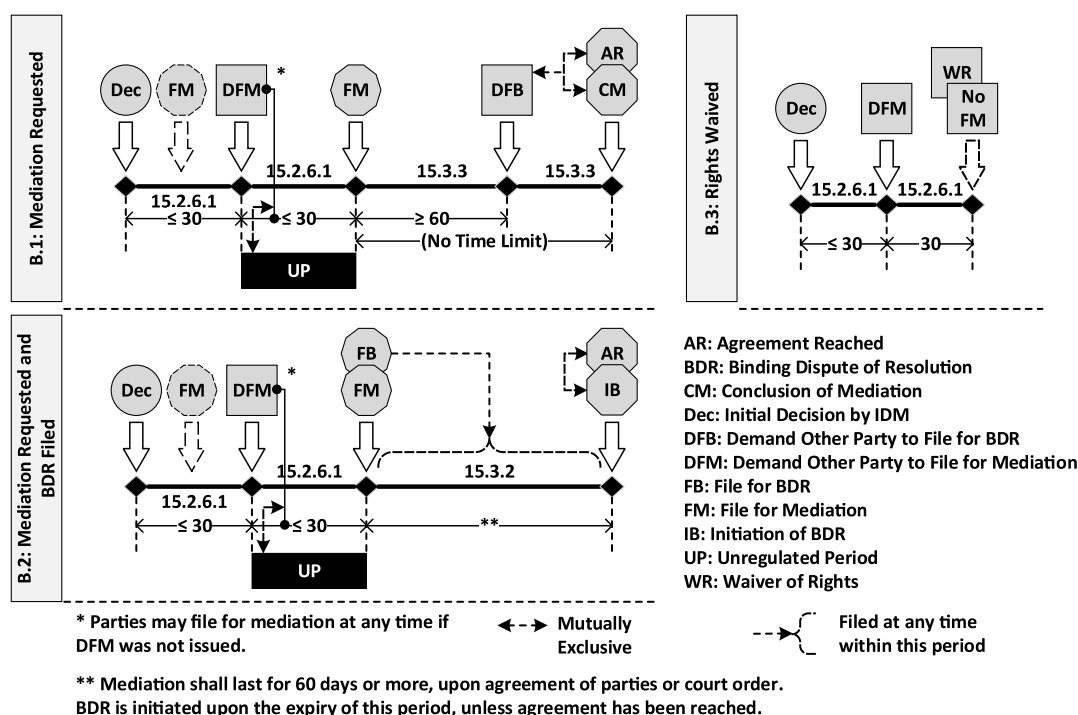 B.1: Mediation Requested
Dec
FM
DFM
*
FM
DFB
AR
CM
15.2.6.1
15.3.3
15.3.3
15.2.6.1
≤ 30
≤ 30
≥ 60
(No Time Limit)
UP
B.3: Rights Waived
Dec
DFM
WR
No
FM
15.2.6.1
15.2.6.1
≤ 30
30
B.2: Mediation Requested and
BDR Filed
Dec
FM
DFM
*
FB
FM
AR
IB
15.2.6.1
15.3.2
15.2.6.1
≤ 30
≤ 30
**
UP
AR: Agreement Reached
BDR: Binding Dispute of Resolution
CM: Conclusion of Mediation
Dec: Initial Decision by IDM
DFB: Demand Other Party to File for BDR
DFM: Demand Other Party to File for Mediation
FB: File for BDR
FM: File for Mediation
IB: Initiation of BDR
UP: Unregulated Period
WR: Waiver of Rights
* Parties may file for mediation at any time if
DFM was not issued.
Mutually
Exclusive
Filed at any time
within this period
** Mediation shall last for 60 days or more, upon agreement of parties or court order.
BDR is initiated upon the expiry of this period, unless agreement has been reached.